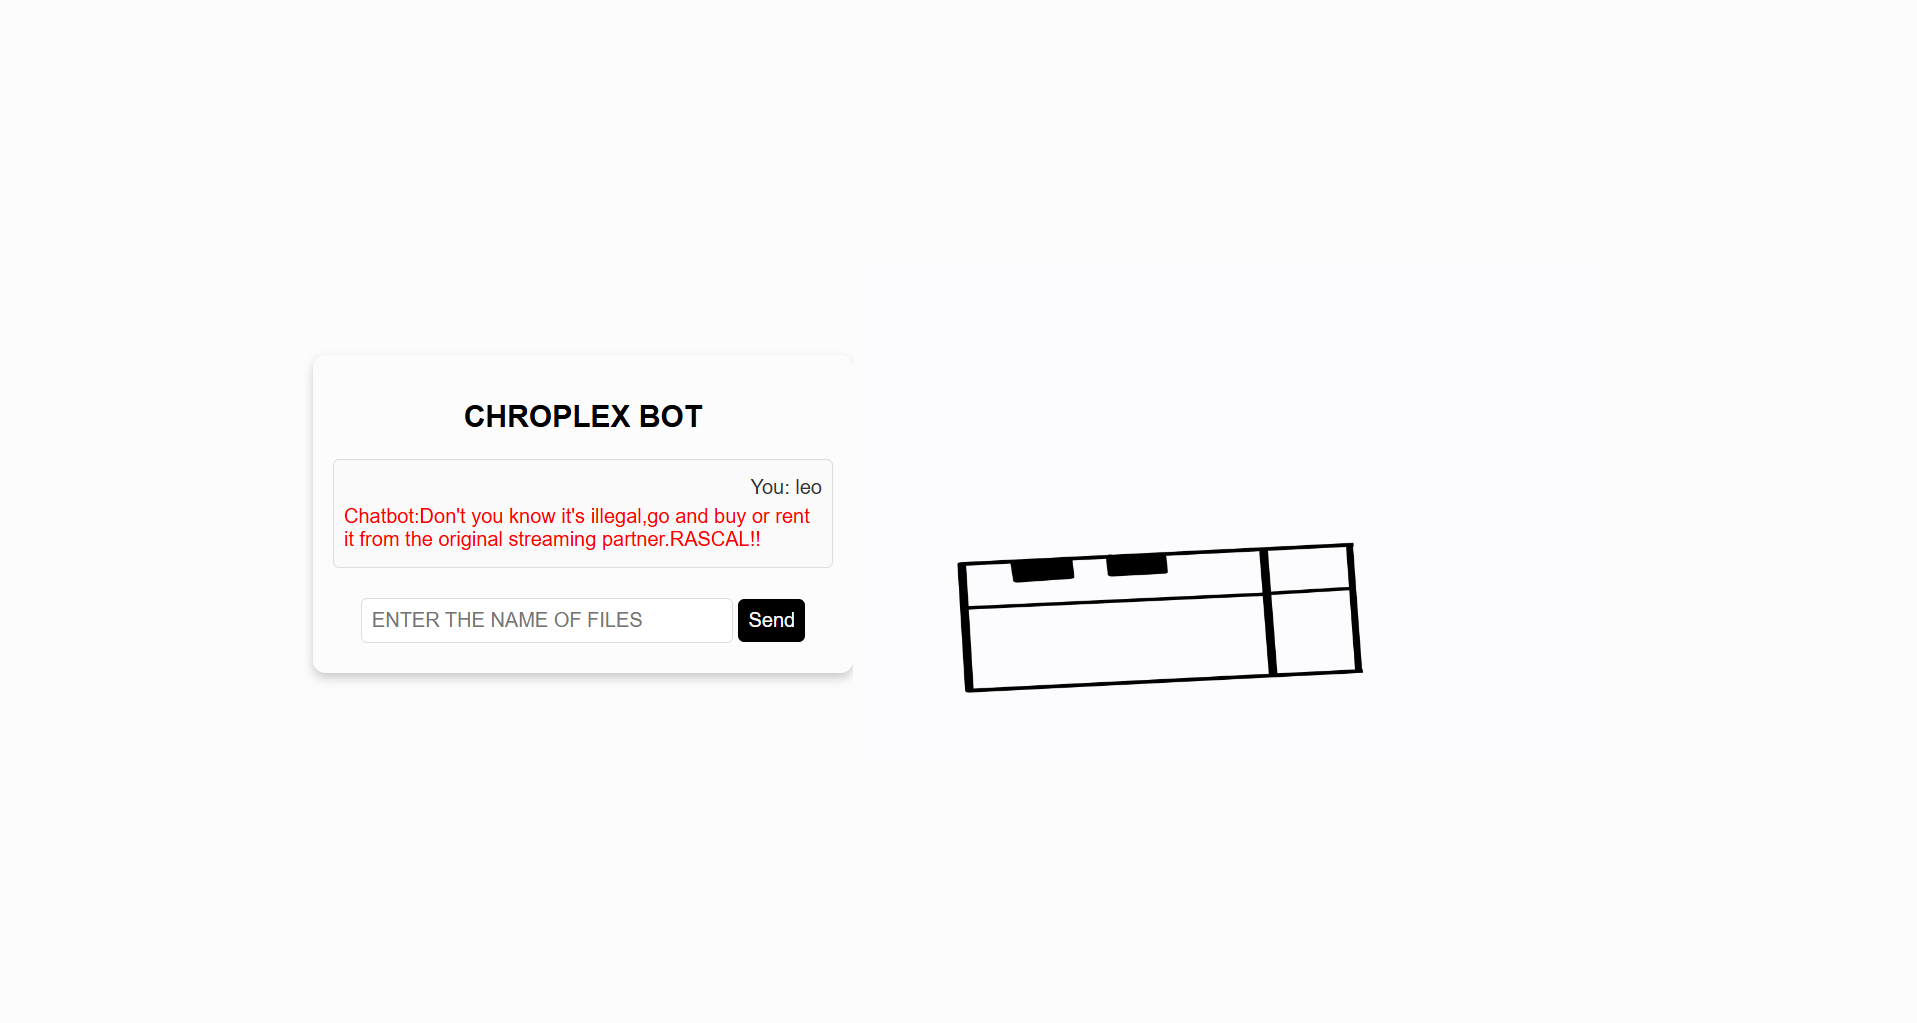 CHROPLEX BOT
You: leo
Chatbot:Don't you know it's illegal,go and buy or rent
it from the original streaming partner.RASCAL!!
ENTER THE NAME OF FILES
Send